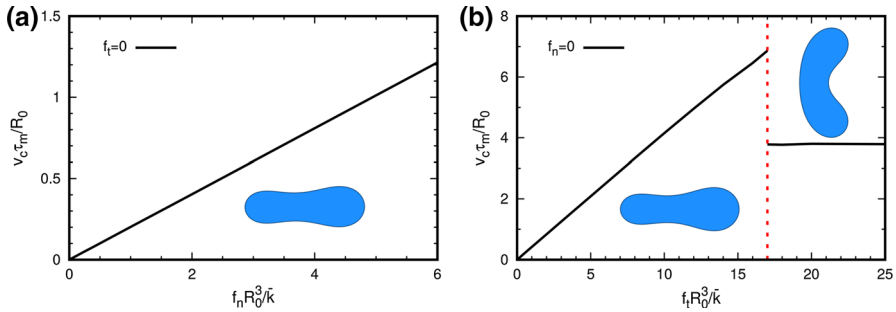 (a)
1.5
1
0.5
0
v_cτ_m/R_0
f_t=0
0 2 4 6
f_nR_0^3/k̄
(b)
8
6
4
2
0
v_cτ_m/R_0
f_n=0
0 5 10 15 20 25
f_tR_0^3/k̄